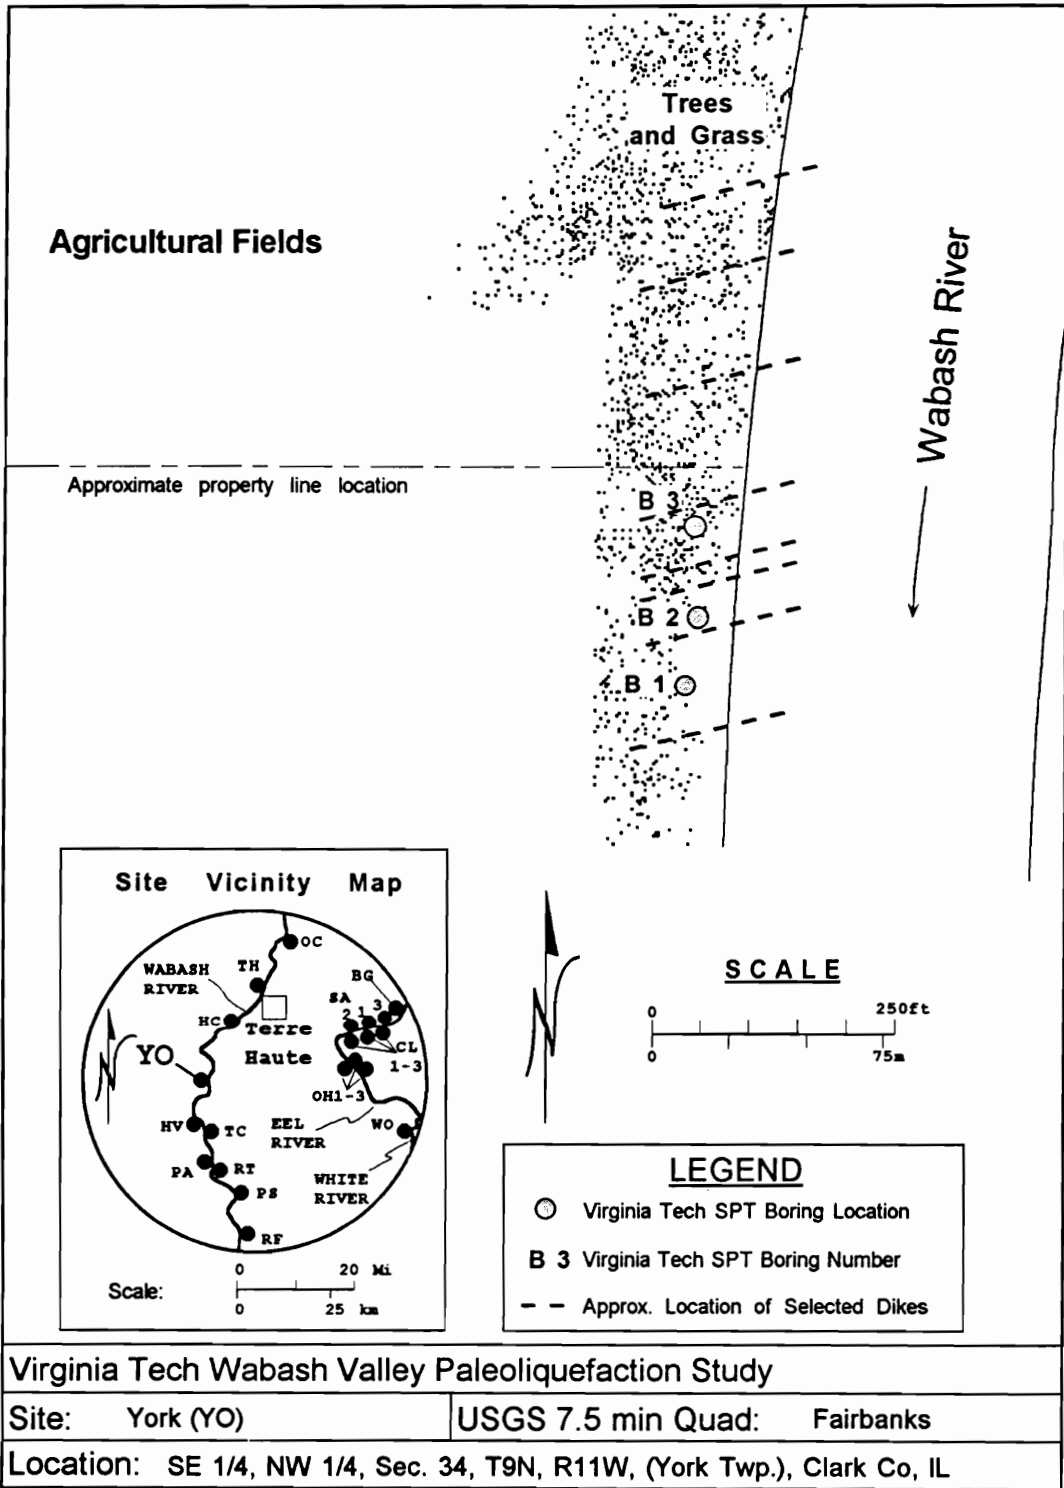 Trees
and Grass
Agricultural Fields
Wabash River
Approximate property line location
B 3
B 2
B 1
Site Vicinity Map
OC
WABASH
RIVER
TH
BG
SA
2 1 3
HC
Terre
Haute
YO
CL
1-3
OH1-3
HV
TC
EEL
RIVER
WO
PA
RT
WHITE
RIVER
PS
RF
Scale:
0 20 Mi
0 25 km
N
N
SCALE
0 250ft
0 75m
LEGEND
Virginia Tech SPT Boring Location
B 3 Virginia Tech SPT Boring Number
Approx. Location of Selected Dikes
Virginia Tech Wabash Valley Paleoliquefaction Study
Site: York (YO)
USGS 7.5 min Quad: Fairbanks
Location: SE 1/4, NW 1/4, Sec. 34, T9N, R11W, (York Twp.), Clark Co, IL